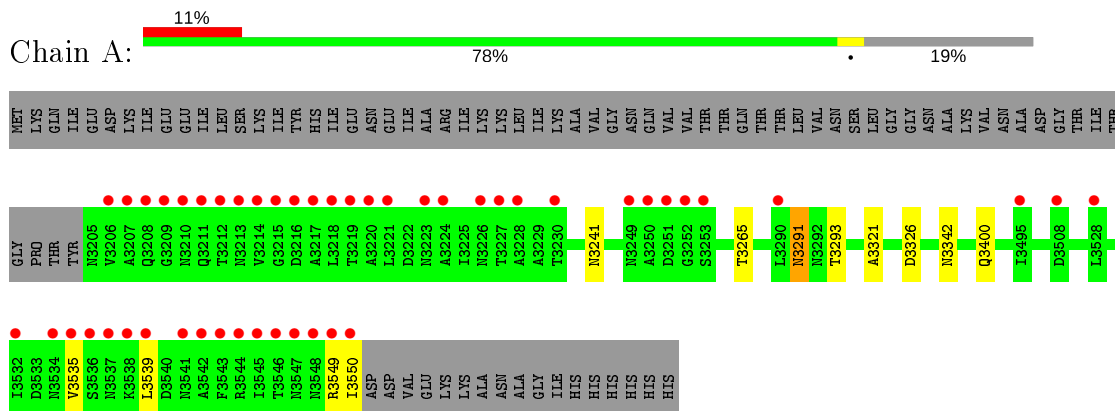 11%
Chain A:
78%
19%
MET LYS GLN ILE GLU ASP LYS ILE GLU GLU ILE LEU SER LYS ILE TYR HIS ILE GLU ASN GLU ILE ALA ARG ILE LYS LYS LEU ILE LYS ALA VAL GLY ASN GLN VAL VAL THR THR GLN THR THR LEU VAL ASN SER LEU GLY GLY ASN ALA LYS VAL ASN ALA ASP GLY THR ILE THR
GLY PRO THR TYR N3205 V3206 A3207 Q3208 G3209 N3210 Q3211 T3212 N3213 V3214 G3215 D3216 A3217 L3218 T3219 A3220 L3221 D3222 N3223 A3224 I3225 N3226 T3227 A3228 A3229 T3230 N3241 N3249 A3250 D3251 G3252 S3253 T3265 L3290 N3291 N3292 T3293 A3321 D3326 N3342 Q3400 I3495 D3508 L3528
I3532 D3533 N3534 V3535 S3536 N3537 K3538 L3539 D3540 N3541 A3542 F3543 R3544 I3545 T3546 N3547 N3548 R3549 I3550 ASP ASP VAL GLU LYS LYS ALA ASN ALA GLY ILE HIS HIS HIS HIS HIS HIS